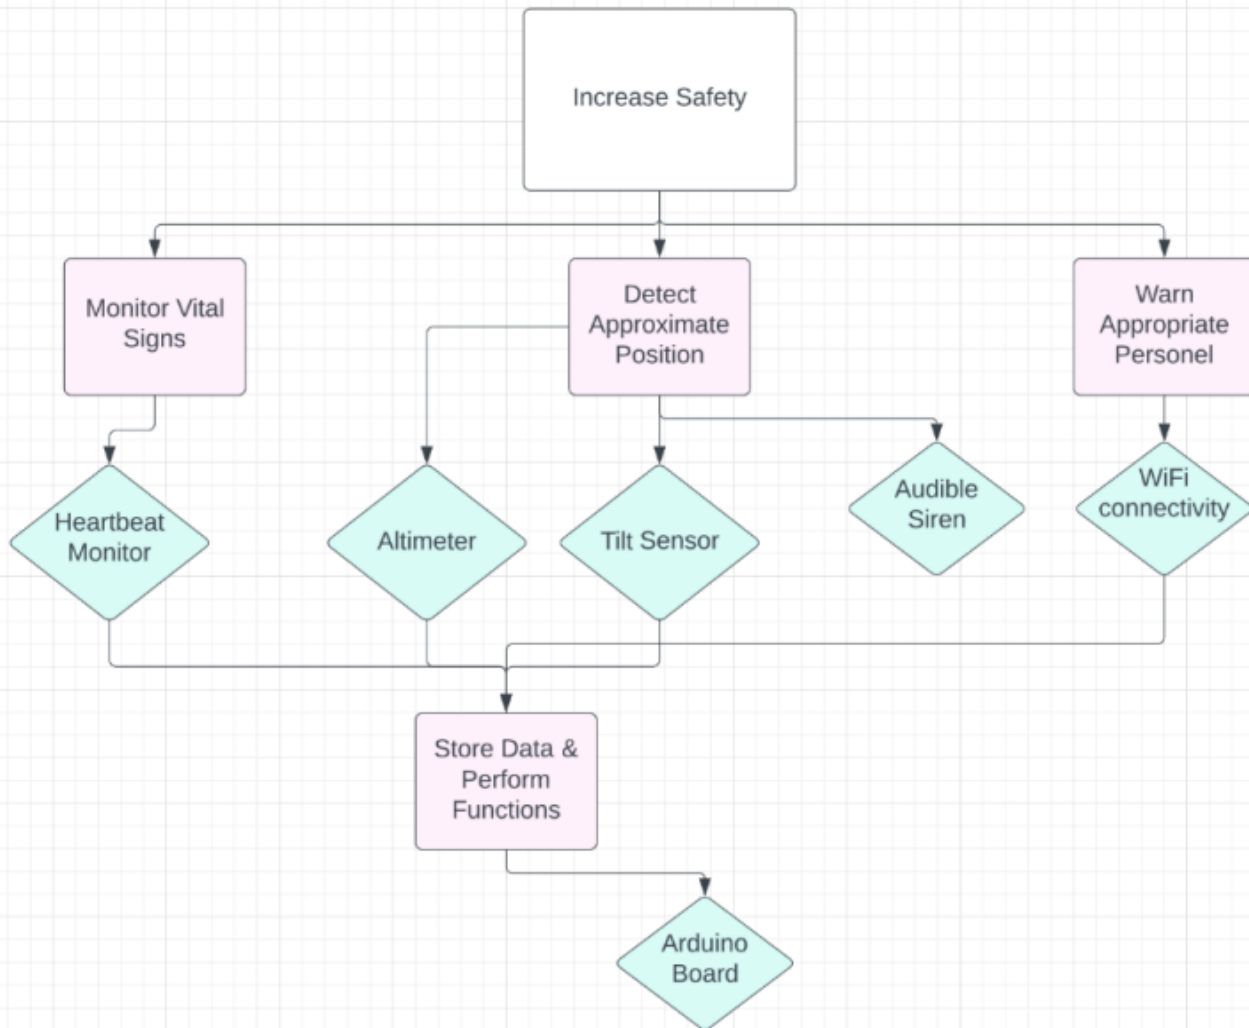 Increase Safety
Monitor Vital
Signs
Detect
Approximate
Position
Warn
Appropriate
Personel
Heartbeat
Monitor
Altimeter
Tilt Sensor
Audible
Siren
WiFi
connectivity
Store Data &
Perform
Functions
Arduino
Board